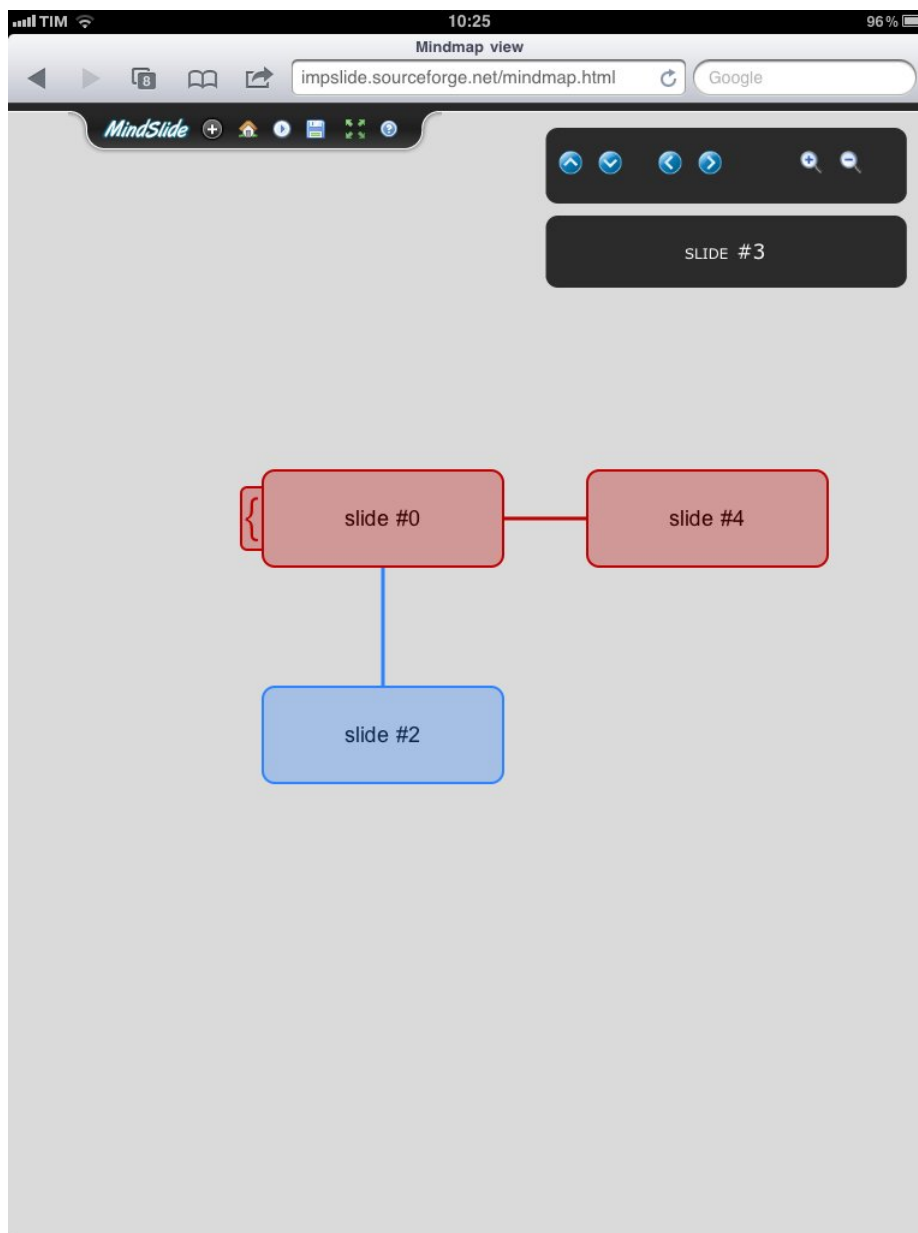 TIM 10:25 96 %
Mindmap view
8 impslide.sourceforge.net/mindmap.html Google
MindSlide
SLIDE #3
{ slide #0 slide #4
slide #2